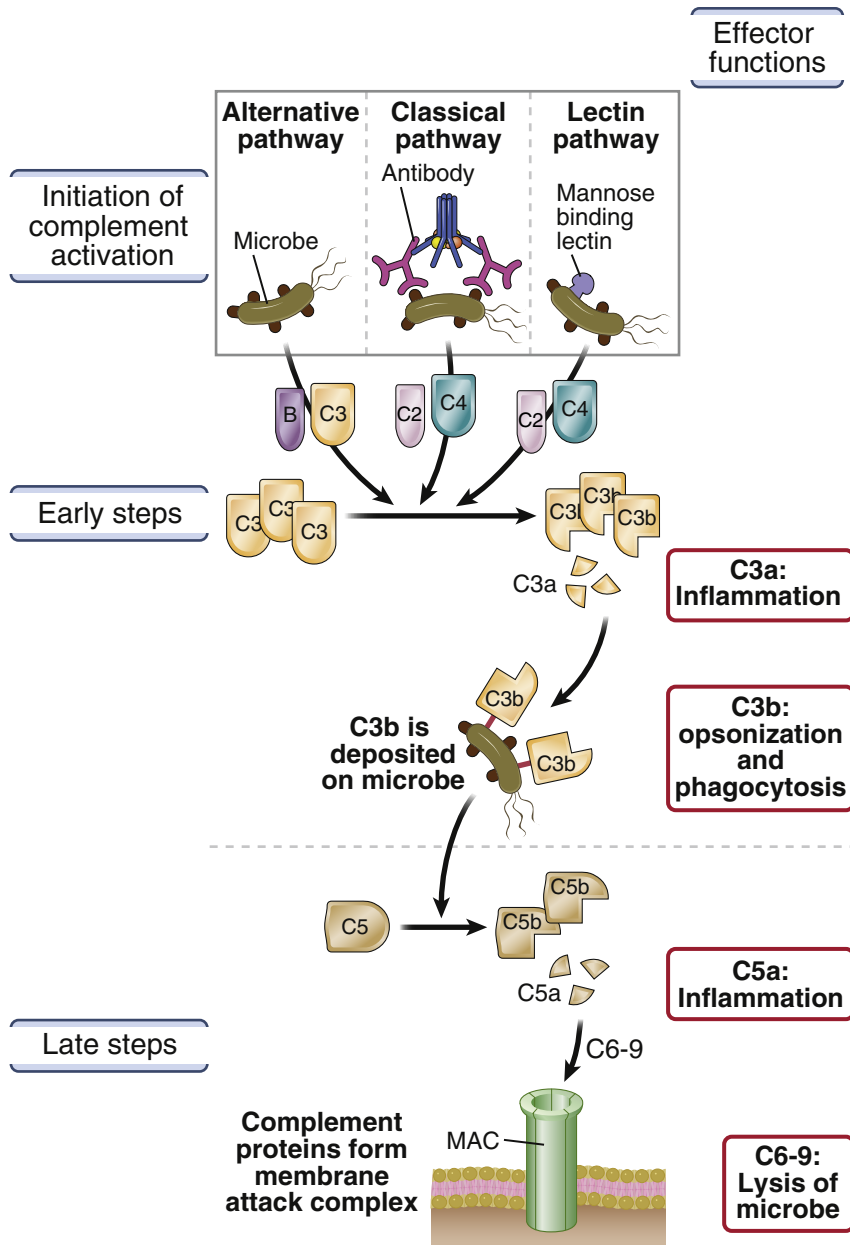 Effector
functions
Alternative
pathway
Classical
pathway
Lectin
pathway
Initiation of
complement
activation
Microbe
Antibody
Mannose
binding
lectin
B
C3
C2
C4
C2
C4
Early steps
C3
C3
C3
C3b
C3b
C3b
C3a
C3a:
Inflammation
C3b is
deposited
on microbe
C3b
C3b
C3b:
opsonization
and
phagocytosis
C5
C5b
C5b
C5a
C5a:
Inflammation
Late steps
C6-9
Complement
proteins form
membrane
attack complex
MAC
C6-9:
Lysis of
microbe